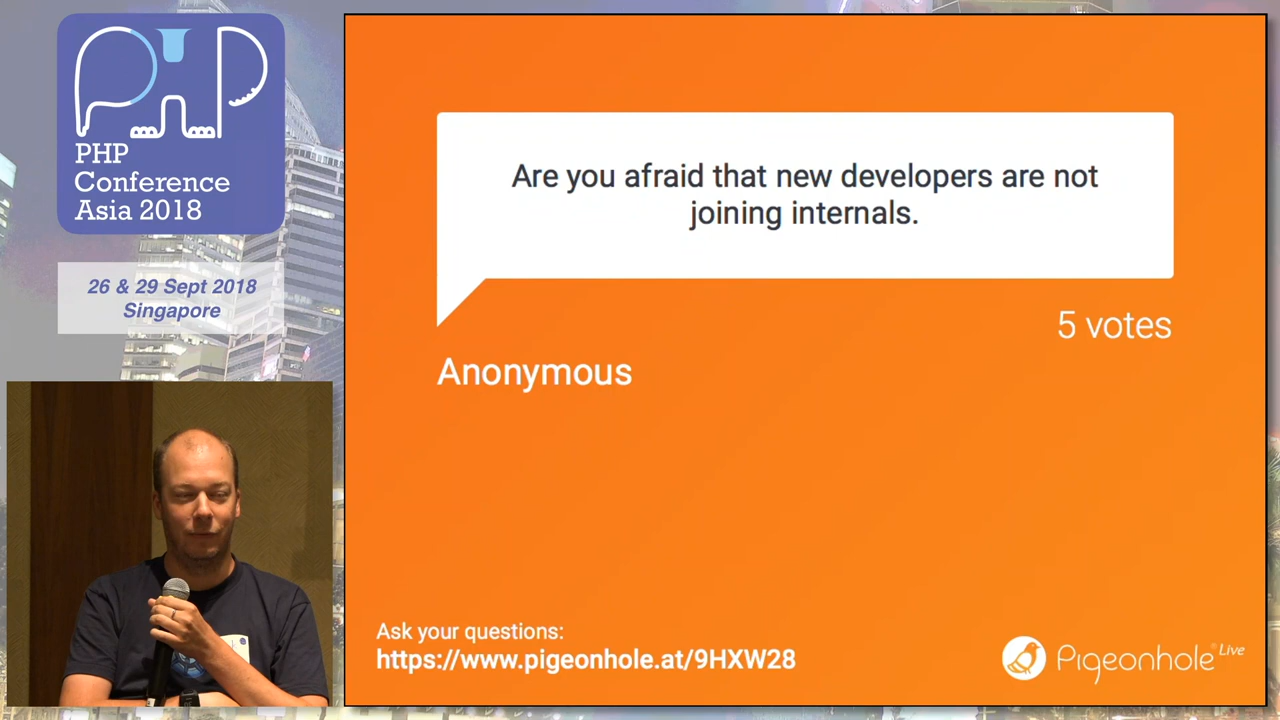 PHP
PHP
Conference
Asia 2018
26 & 29 Sept 2018
Singapore
Are you afraid that new developers are not
joining internals.
5 votes
Anonymous
Ask your questions:
https://www.pigeonhole.at/9HXW28
Pigeonhole Live